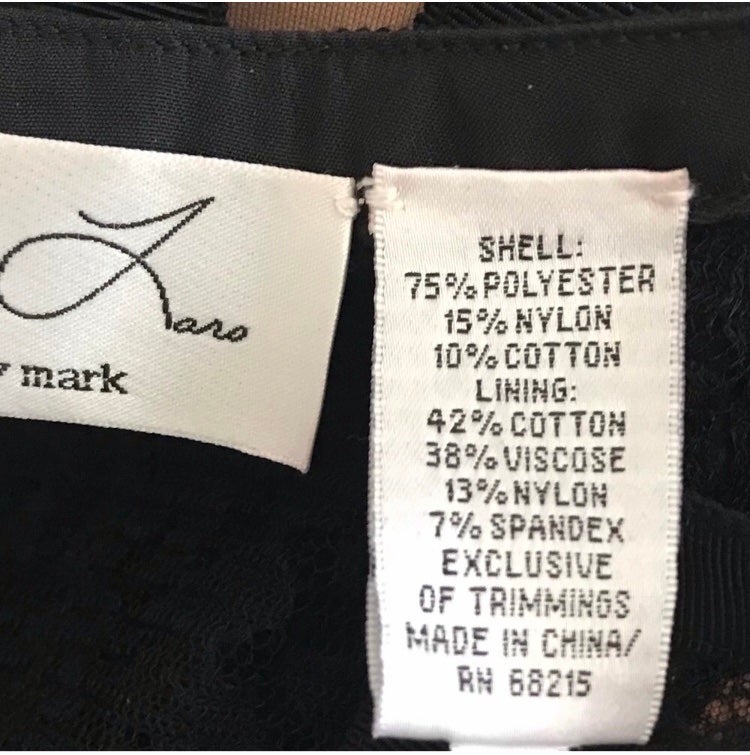 Zaro
mark
SHELL:
75% POLYESTER
15% NYLON
10% COTTON
LINING:
42% COTTON
38% VISCOSE
13% NYLON
7% SPANDEX
EXCLUSIVE
OF TRIMMINGS
MADE IN CHINA/
RN 68215